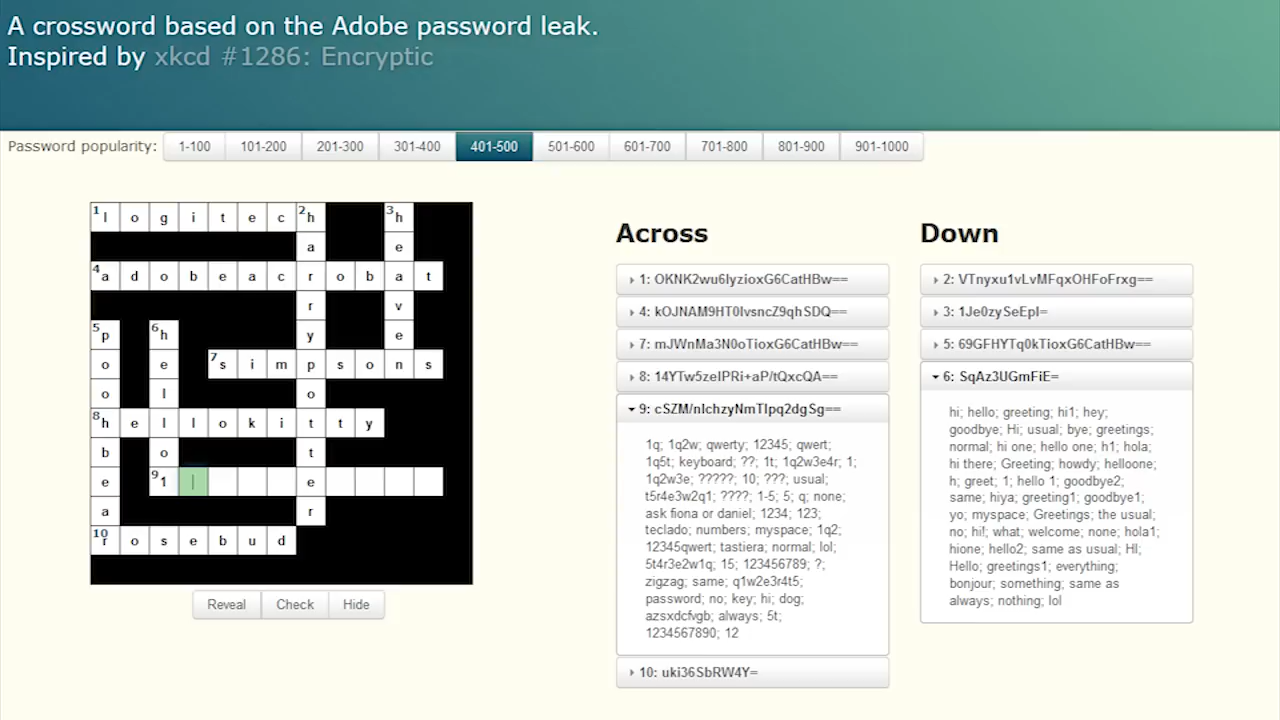 A crossword based on the Adobe password leak.
Inspired by xkcd #1286: Encryptic
Password popularity: 1-100 101-200 201-300 301-400 401-500 501-600 601-700 701-800 801-900 901-1000
1 l o g i t e c 2 h 3 h
a e
4 a d o b e a c r o b a t
r v
5 p 6 h y e
o e 7 s i m p s o n s
o l o
8 h e l l o k i t t y
b o t
e 9 1 e
a r
10 r o s e b u d
Reveal Check Hide
Across
1: OKNK2wu6lyzioxG6CatHBw==
4: kOJNAM9HT0lvsncZ9qhSDQ==
7: mJWnMa3N0oTioxG6CatHBw==
8: 14YTw5zelPRi+aP/tQxcQA==
9: cSZM/nlchzyNmTlpq2dgSg==
1q; 1q2w; qwerty; 12345; qwert;
1q5t; keyboard; ??; 1t; 1q2w3e4r; 1;
1q2w3e; ?????; 10; ???; usual;
t5r4e3w2q1; ????; 1-5; 5; q; none;
ask fiona or daniel; 1234; 123;
teclado; numbers; myspace; 1q2;
12345qwert; tastiera; normal; lol;
5t4r3e2w1q; 15; 123456789; ?;
zigzag; same; q1w2e3r4t5;
password; no; key; hi; dog;
azsxdcfvgb; always; 5t;
1234567890; 12
10: uki36SbRW4Y=
Down
2: VTnyxu1vLvMFqxOHFoFrxg==
3: 1Je0zySeEpI=
5: 69GFHYTq0kTioxG6CatHBw==
6: SqAz3UGmFiE=
hi; hello; greeting; hi1; hey;
goodbye; Hi; usual; bye; greetings;
normal; hi one; hello one; h1; hola;
hi there; Greeting; howdy; helloone;
h; greet; 1; hello 1; goodbye2;
same; hiya; greeting1; goodbye1;
yo; myspace; Greetings; the usual;
no; hi!; what; welcome; none; hola1;
hione; hello2; same as usual; HI;
Hello; greetings1; everything;
bonjour; something; same as
always; nothing; lol